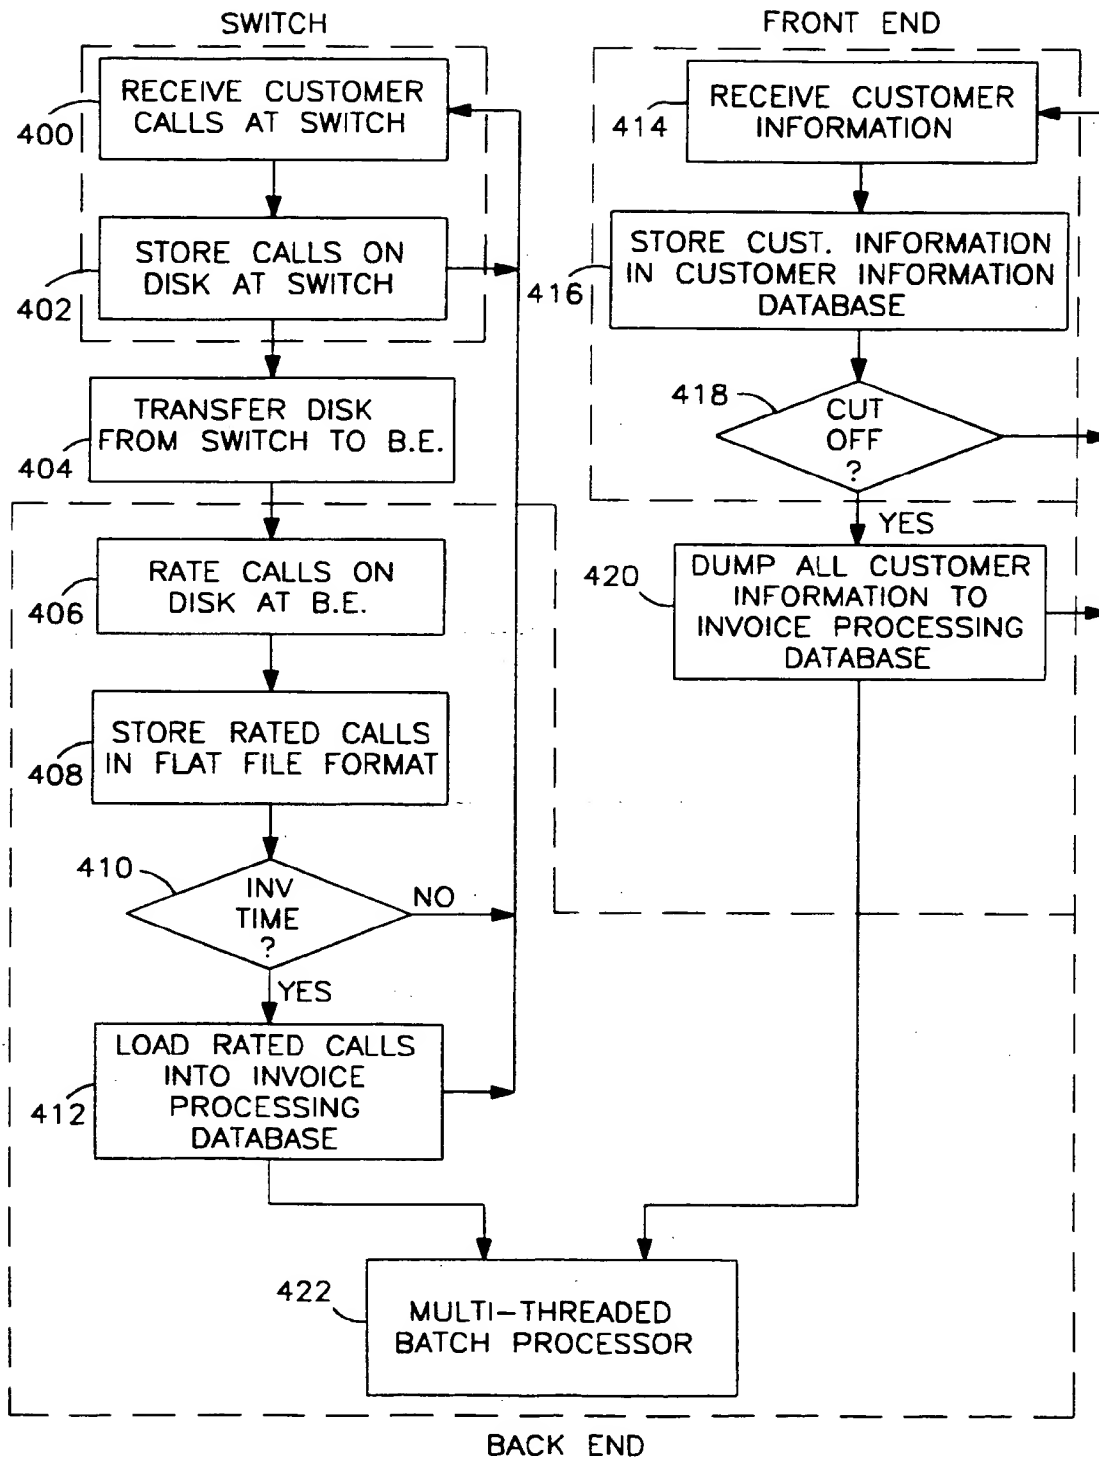 SWITCH
RECEIVE CUSTOMER
CALLS AT SWITCH
400
STORE CALLS ON
DISK AT SWITCH
402
TRANSFER DISK
FROM SWITCH TO B.E.
404
RATE CALLS ON
DISK AT B.E.
406
STORE RATED CALLS
IN FLAT FILE FORMAT
408
410
INV
TIME
?
NO
YES
LOAD RATED CALLS
INTO INVOICE
PROCESSING
DATABASE
412
FRONT END
RECEIVE CUSTOMER
INFORMATION
414
STORE CUST. INFORMATION
IN CUSTOMER INFORMATION
DATABASE
416
418
CUT
OFF
?
YES
DUMP ALL CUSTOMER
INFORMATION TO
INVOICE PROCESSING
DATABASE
420
422
MULTI-THREADED
BATCH PROCESSOR
BACK END